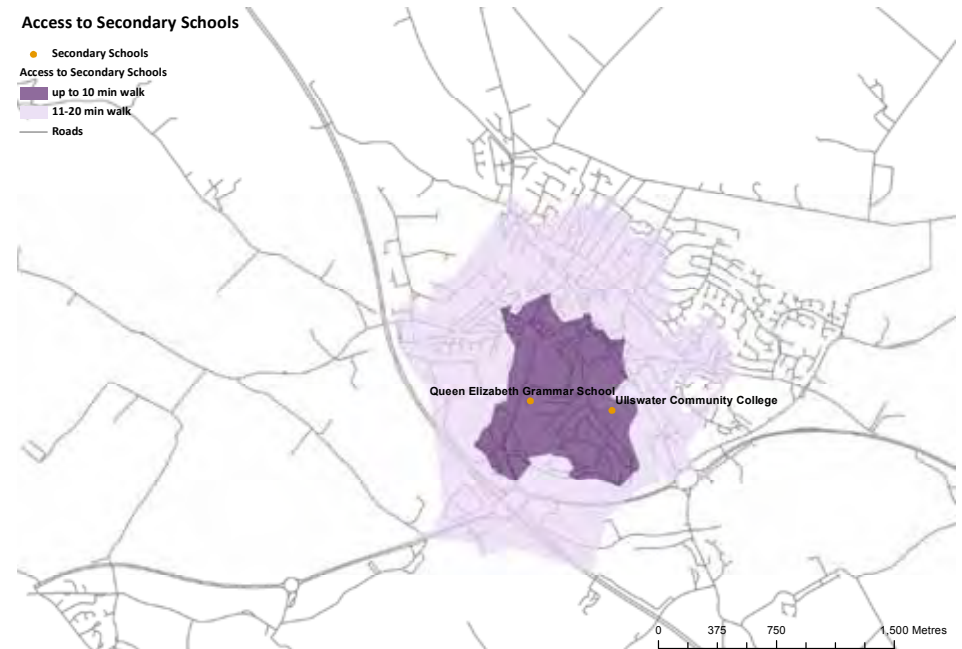 Access to Secondary Schools
Secondary Schools
Access to Secondary Schools
up to 10 min walk
11-20 min walk
Roads
Queen Elizabeth Grammar School
Ullswater Community College
0 375 750 1,500 Metres